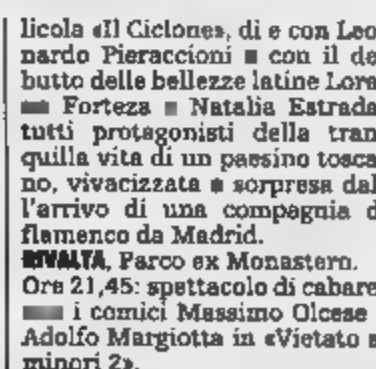 licola «Il Ciclone», di e con Leo
nardo Pieraccioni con il de
butto delle bellezze latine Lore
Forteza Natalia Estrada
tutti protagonisti della tran
quilla vita di un paesino tosca
no, vivacizzata a sorpresa dal
l'arrivo di una compagnia d
flamenco da Madrid.
RIVALTA, Parco ex Monastero.
Ore 21,45: spettacolo di cabare
i comici Massimo Olcese
Adolfo Margiotta in «Vietato a
minori 2».